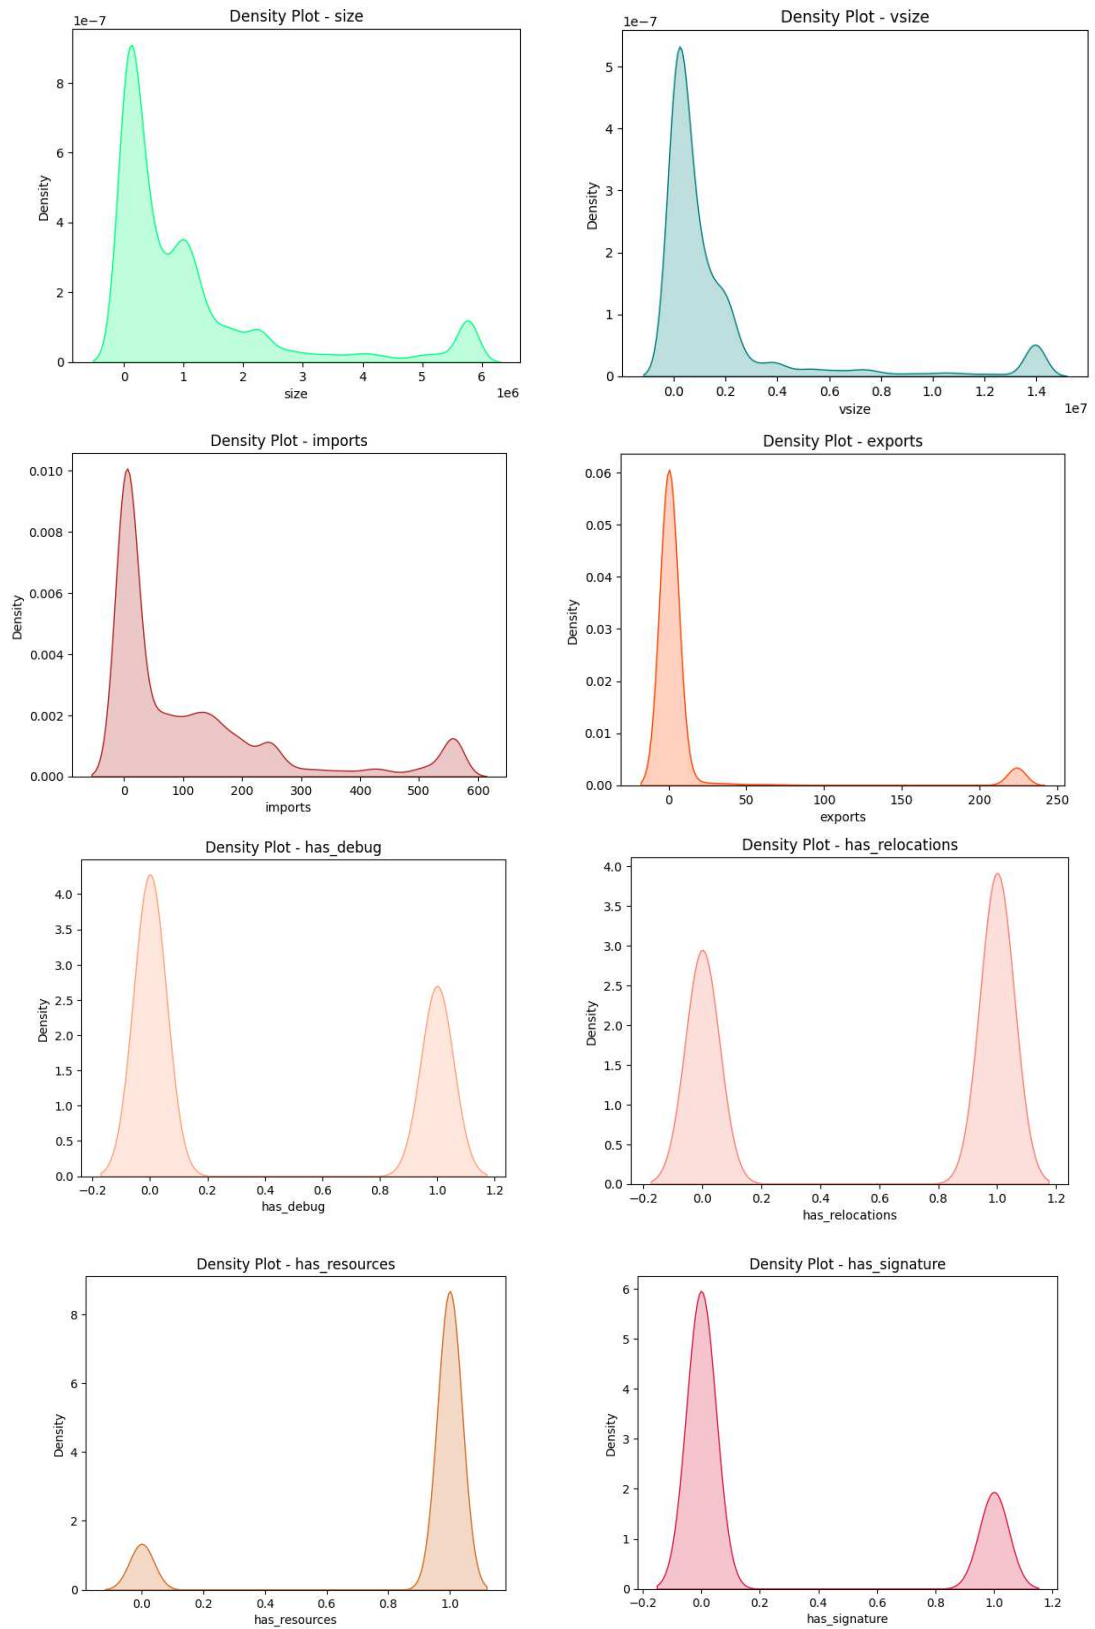 Density Plot - size
1e−7
8
6
4
2
0
Density
0 1 2 3 4 5 6
1e6
size
Density Plot - vsize
1e−7
5
4
3
2
1
0
Density
0.0 0.2 0.4 0.6 0.8 1.0 1.2 1.4
1e7
vsize
Density Plot - imports
0.010
0.008
0.006
0.004
0.002
0.000
Density
0 100 200 300 400 500 600
imports
Density Plot - exports
0.06
0.05
0.04
0.03
0.02
0.01
0.00
Density
0 50 100 150 200 250
exports
Density Plot - has_debug
4.0
3.5
3.0
2.5
2.0
1.5
1.0
0.5
0.0
Density
−0.2 0.0 0.2 0.4 0.6 0.8 1.0 1.2
has_debug
Density Plot - has_relocations
4.0
3.5
3.0
2.5
2.0
1.5
1.0
0.5
0.0
Density
−0.2 0.0 0.2 0.4 0.6 0.8 1.0 1.2
has_relocations
Density Plot - has_resources
8
6
4
2
0
Density
0.0 0.2 0.4 0.6 0.8 1.0
has_resources
Density Plot - has_signature
6
5
4
3
2
1
0
Density
−0.2 0.0 0.2 0.4 0.6 0.8 1.0 1.2
has_signature